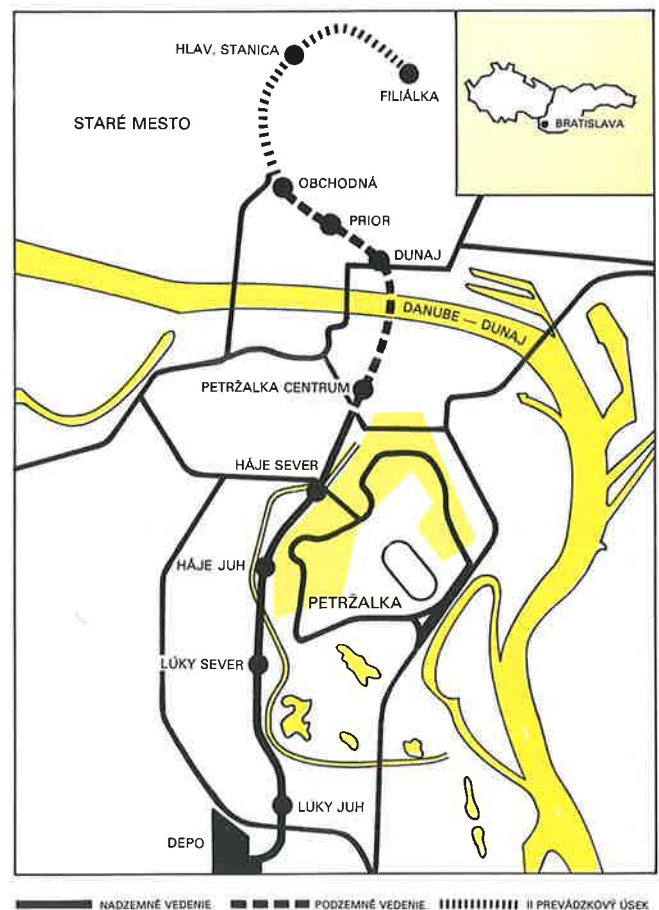 HLAV. STANICA
FILIÁLKA
BRATISLAVA
STARÉ MESTO
OBCHODNÁ
PRIOR
DUNAJ
DANUBE — DUNAJ
PETRŽALKA CENTRUM
HÁJE SEVER
HÁJE JUH
PETRŽALKA
LÚKY SEVER
LÚKY JUH
DEPO
NADZEMNÉ VEDENIE PODZEMNÉ VEDENIE II PREVÁDZKOVÝ ÚSEK